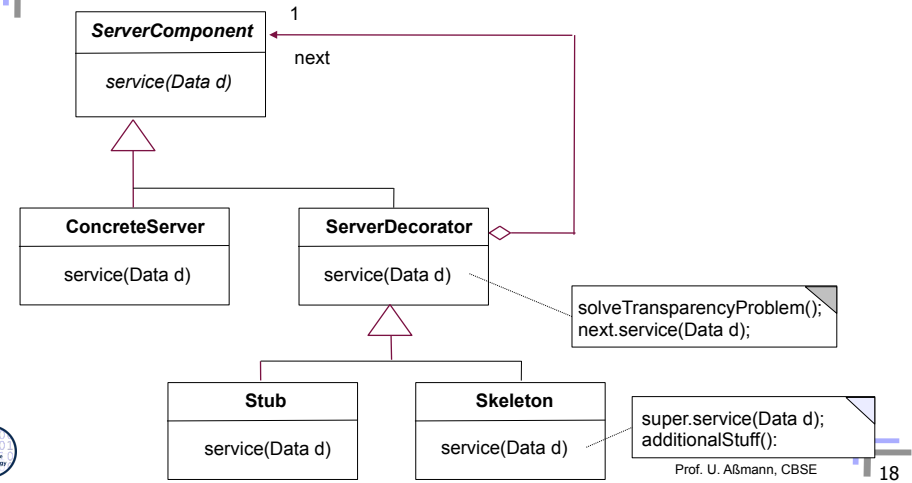 1
ServerComponent
next
service(Data d)
ConcreteServer
ServerDecorator
service(Data d)
service(Data d)
solveTransparencyProblem();
next.service(Data d);
Stub
Skeleton
super.service(Data d);
additionalStuff():
service(Data d)
service(Data d)
Prof. U. Aßmann, CBSE
18